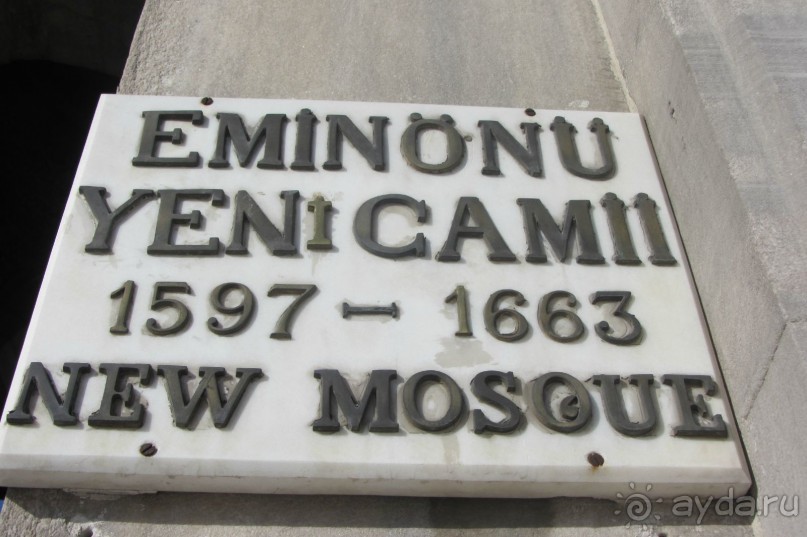 EMİNÖNÜ
YENİ CAMİİ
1597 – 1663
NEW MOSQUE
ayda.ru